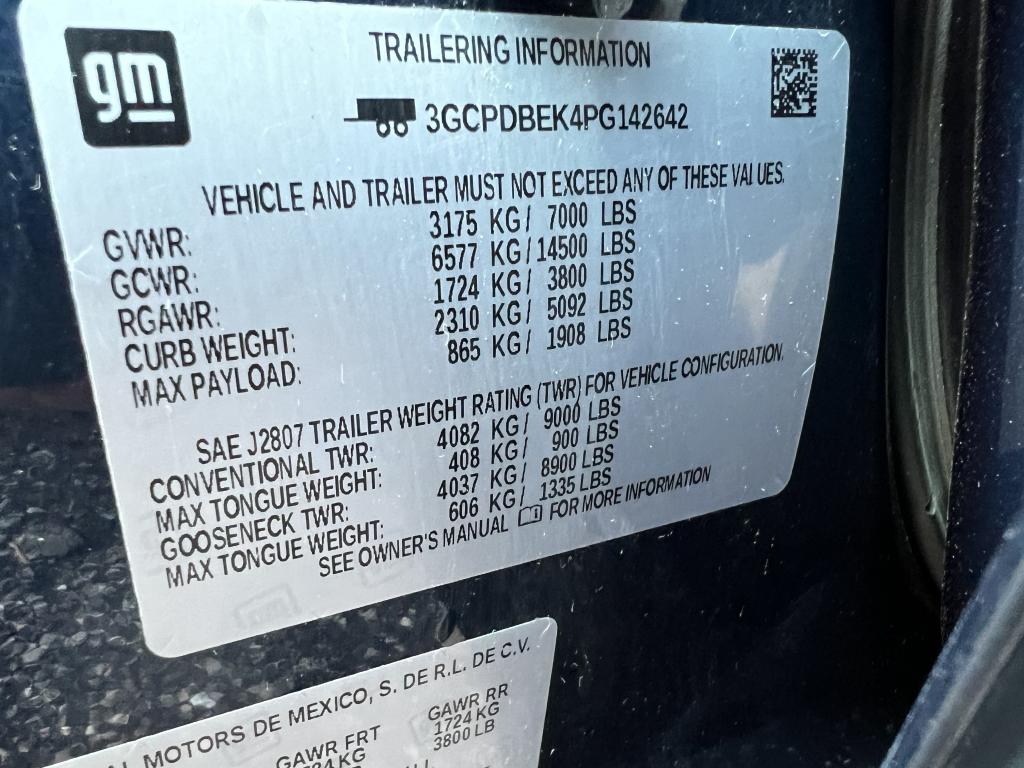 gm
TRAILERING INFORMATION
3GCPDBEK4PG142642
VEHICLE AND TRAILER MUST NOT EXCEED ANY OF THESE VALUES.
GVWR: 3175 KG/ 7000 LBS
GCWR: 6577 KG/14500 LBS
RGAWR: 1724 KG/ 3800 LBS
CURB WEIGHT: 2310 KG/ 5092 LBS
MAX PAYLOAD: 865 KG/ 1908 LBS
SAE J2807 TRAILER WEIGHT RATING (TWR) FOR VEHICLE CONFIGURATION.
CONVENTIONAL TWR: 4082 KG/ 9000 LBS
MAX TONGUE WEIGHT: 408 KG/ 900 LBS
GOOSENECK TWR: 4037 KG/ 8900 LBS
MAX TONGUE WEIGHT: 606 KG/ 1335 LBS
SEE OWNER'S MANUAL FOR MORE INFORMATION
MOTORS DE MEXICO, S. DE R.L. DE C.V.
GAWR FRT GAWR RR
KG 1724 KG
3800 LB